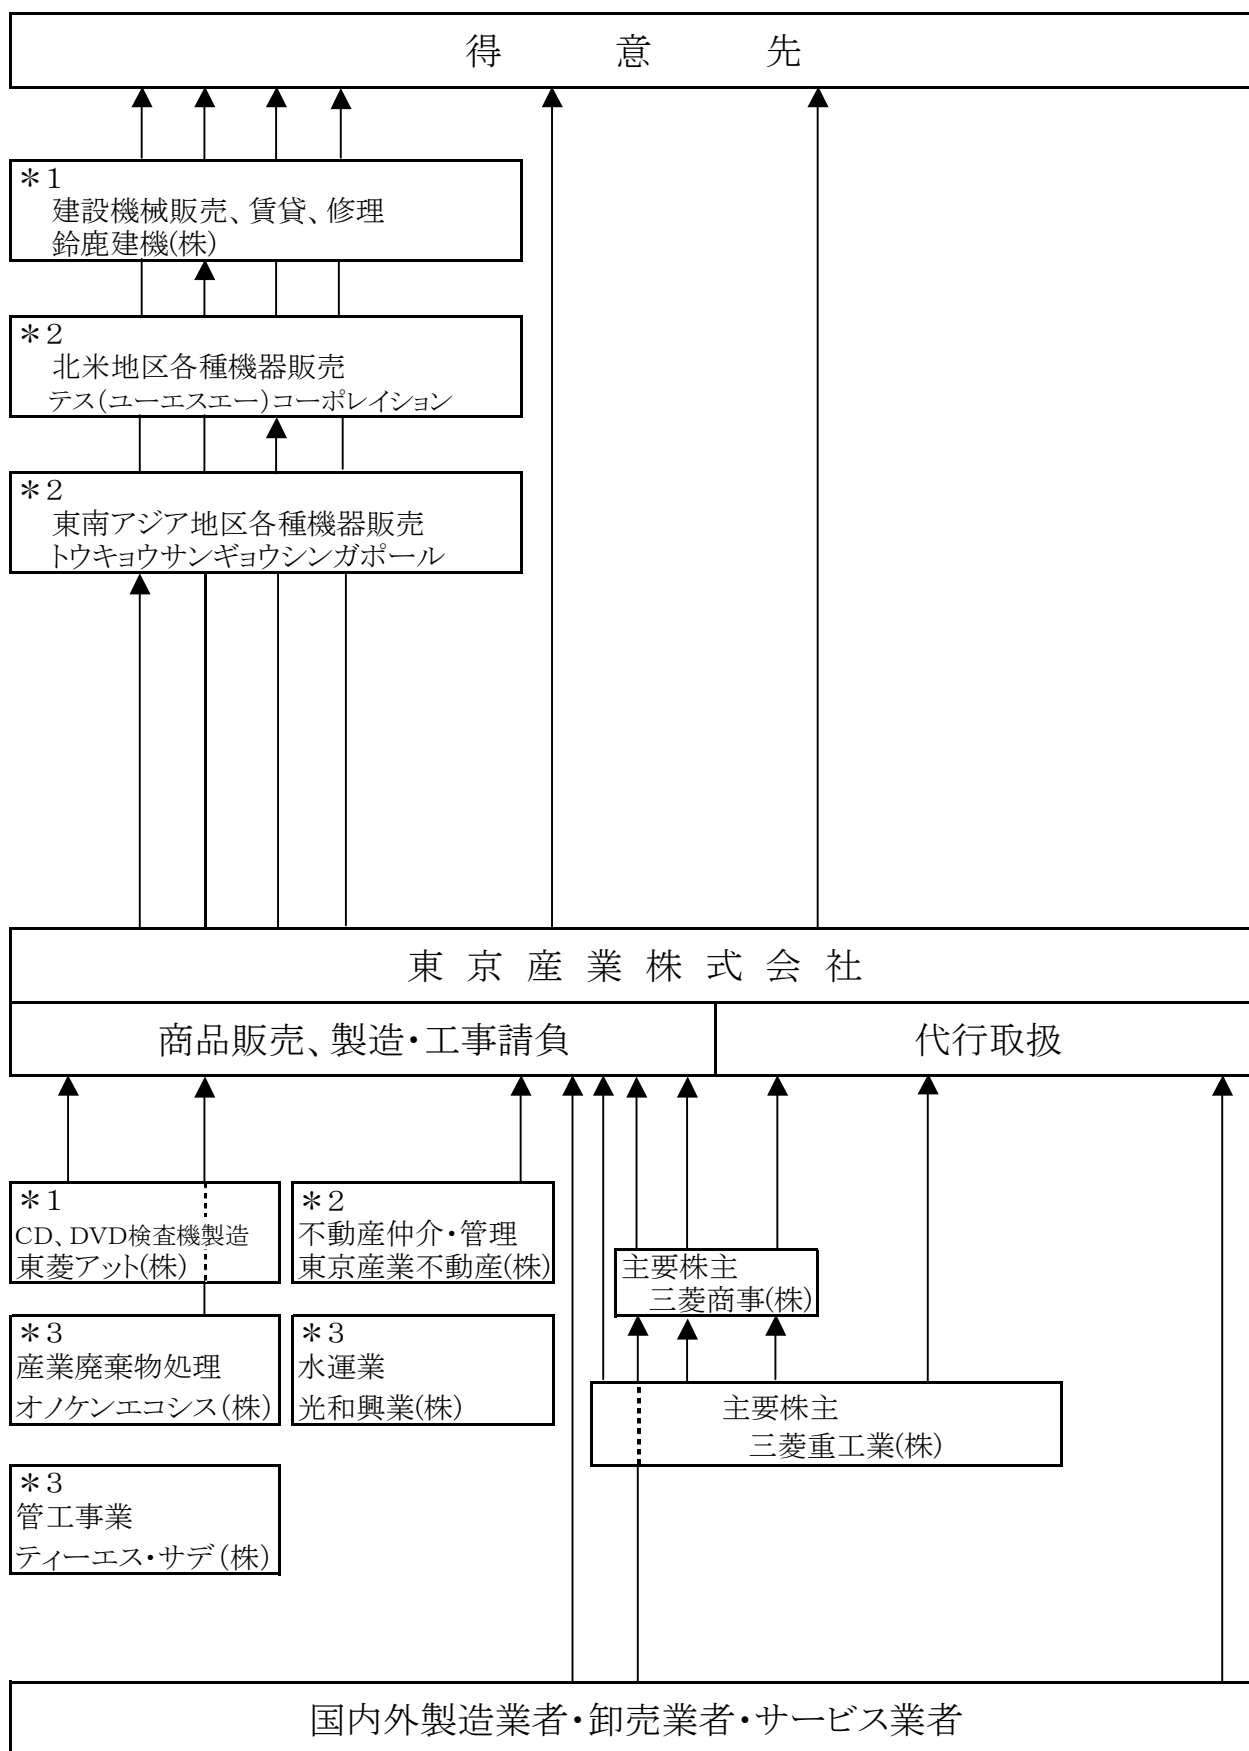 得意先
＊1
建設機械販売、賃貸、修理
鈴鹿建機(株)
＊2
北米地区各種機器販売
テス(ユーエスエー)コーポレイション
＊2
東南アジア地区各種機器販売
トウキョウサンギョウシンガポール
東京産業株式会社
商品販売、製造・工事請負
代行取扱
＊1
CD、DVD検査機製造
東菱アット(株)
＊2
不動産仲介・管理
東京産業不動産(株)
主要株主
三菱商事(株)
＊3
産業廃棄物処理
オノケンエコシス(株)
＊3
水運業
光和興業(株)
主要株主
三菱重工業(株)
＊3
管工事業
ティーエス・サデ(株)
国内外製造業者・卸売業者・サービス業者